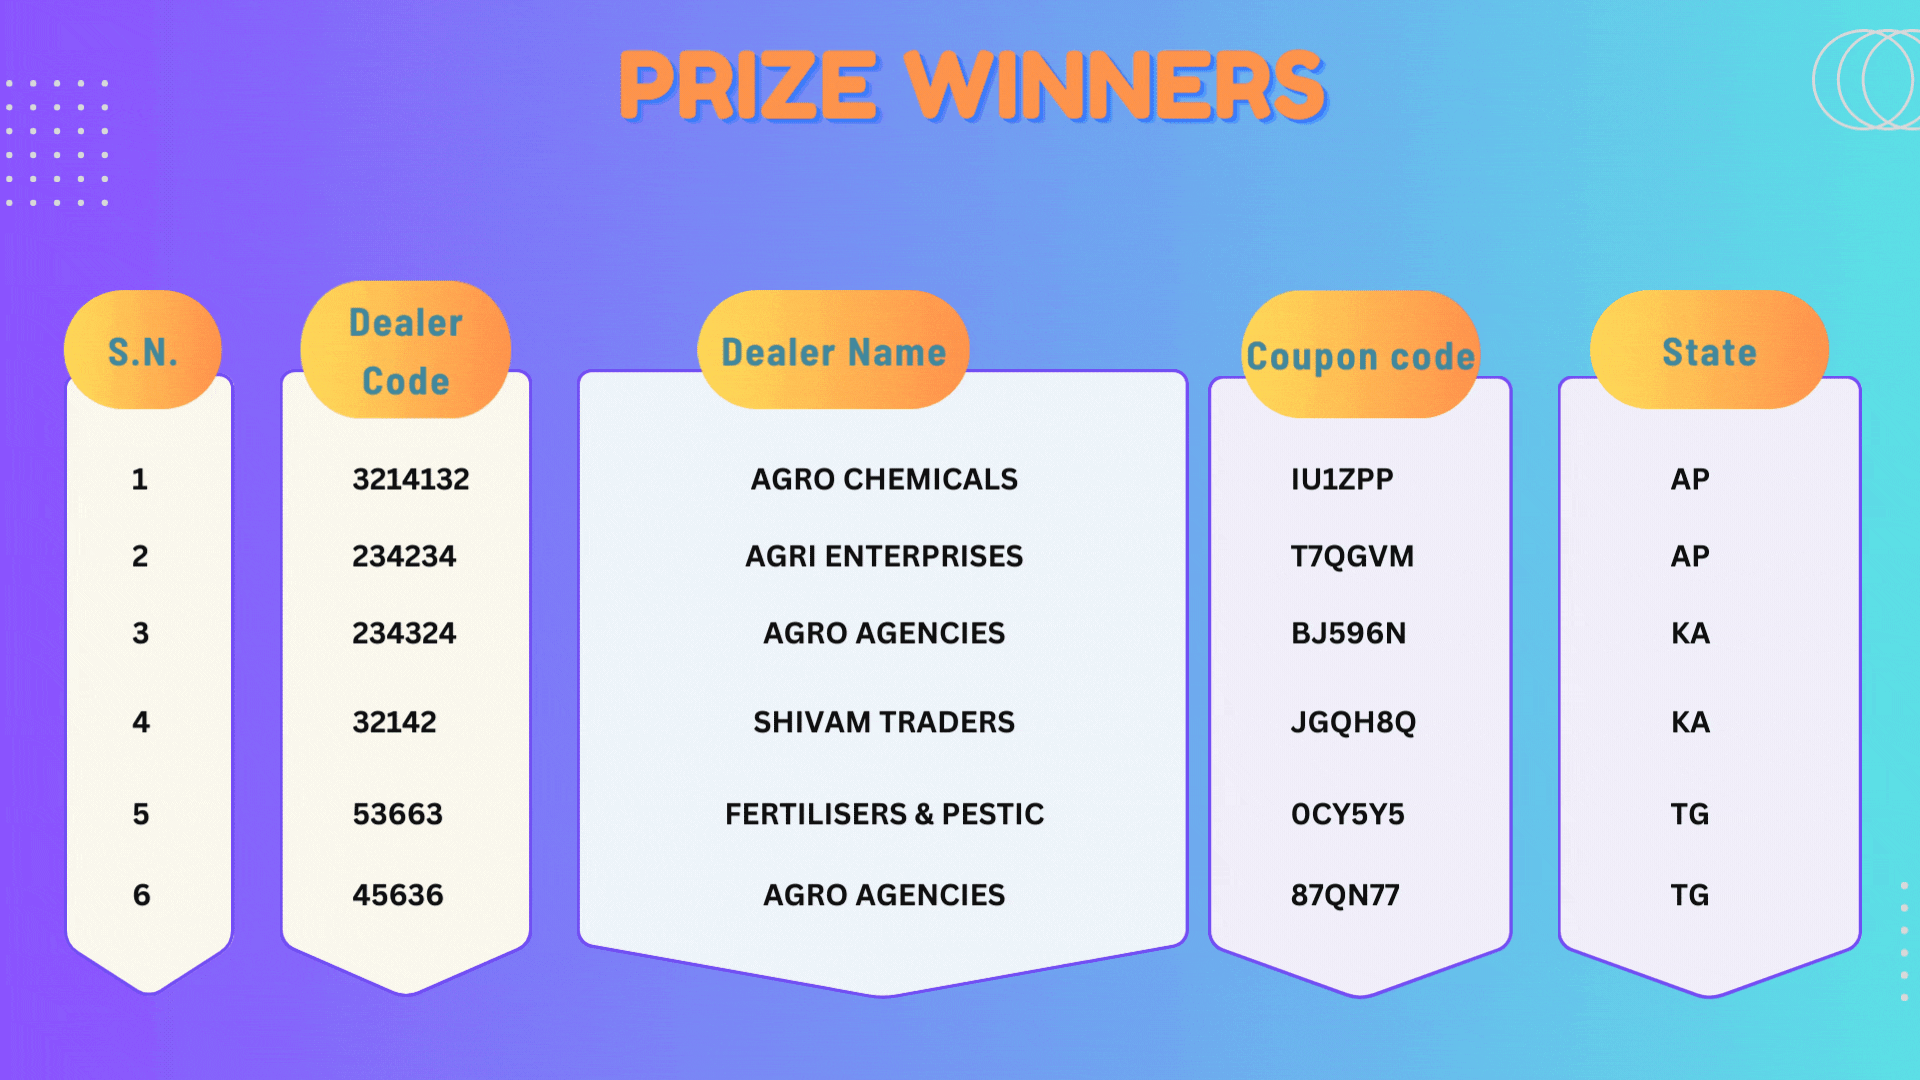 PRIZE WINNERS
S.N. Dealer Code Dealer Name Coupon code State
1 3214132 AGRO CHEMICALS IU1ZPP AP
2 234234 AGRI ENTERPRISES T7QGVM AP
3 234324 AGRO AGENCIES BJ596N KA
4 32142 SHIVAM TRADERS JGQH8Q KA
5 53663 FERTILISERS & PESTIC 0CY5Y5 TG
6 45636 AGRO AGENCIES 87QN77 TG